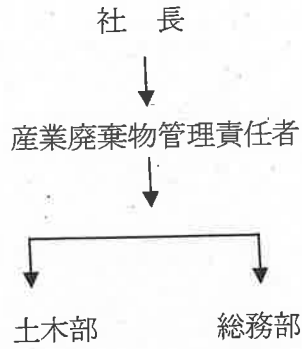 社　長
産業廃棄物管理責任者
土木部　総務部